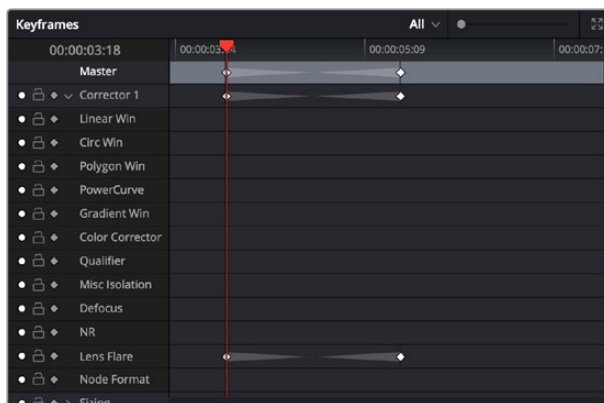 Keyframes All
00:00:03:18 00:00:05:09
Master
Corrector 1
Linear Win
Circ Win
Polygon Win
PowerCurve
Gradient Win
Color Corrector
Qualifier
Misc Isolation
Defocus
NR
Lens Flare
Node Format
Sizing